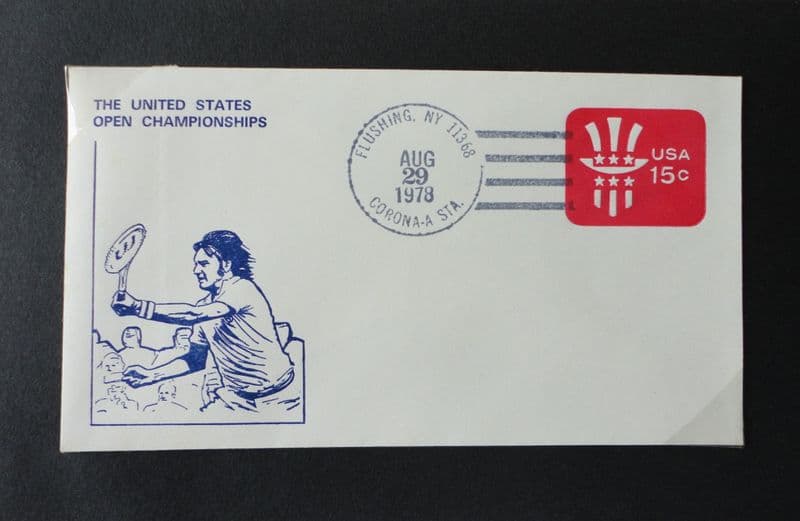 THE UNITED STATES
OPEN CHAMPIONSHIPS
FLUSHING, NY 11368
AUG
29
1978
CORONA-A STA.
USA
15c